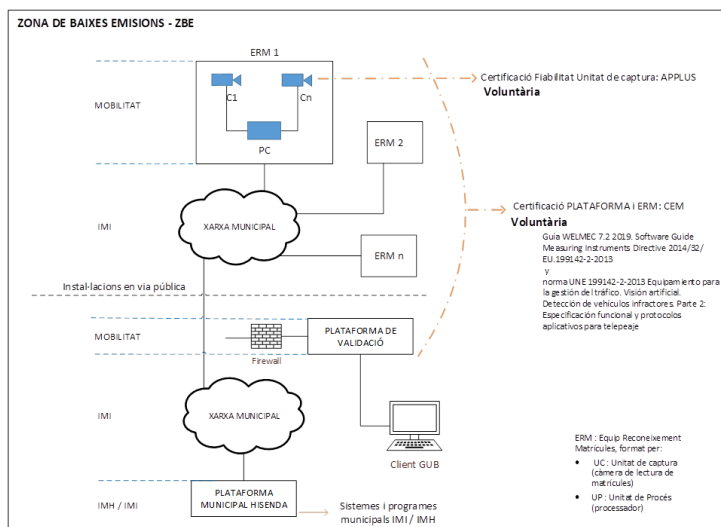 ZONA DE BAIXES EMISIONS - ZBE
ERM 1
C1
Cn
PC
MOBILITAT
Certificació Fiabilitat Unitat de captura: APPLUS
Voluntària
ERM 2
XARXA MUNICIPAL
IMI
ERM n
Certificació PLATAFORMA i ERM: CEM
Voluntària
Guia WELMEC 7.2 2019. Software Guide
Measuring Instruments Directive 2014/32/
EU.199142-2-2013
y
norma UNE 199142-2-2013 Equipamiento para
la gestión del tráfico. Visión artificial.
Detección de vehículos infractores. Parte 2:
Especificación funcional y protocolos
aplicativos para telepeaje
Instal·lacions en via pública
MOBILITAT
Firewall
PLATAFORMA DE
VALIDACIÓ
IMI
XARXA MUNICIPAL
Client GUB
IMH / IMI
PLATAFORMA
MUNICIPAL HISENDA
Sistemes i programes
municipals IMI / IMH
ERM : Equip Reconeixement
Matrícules, format per:
• UC : Unitat de captura
(càmera de lectura de
matrícules)
• UP : Unitat de Procés
(processador)